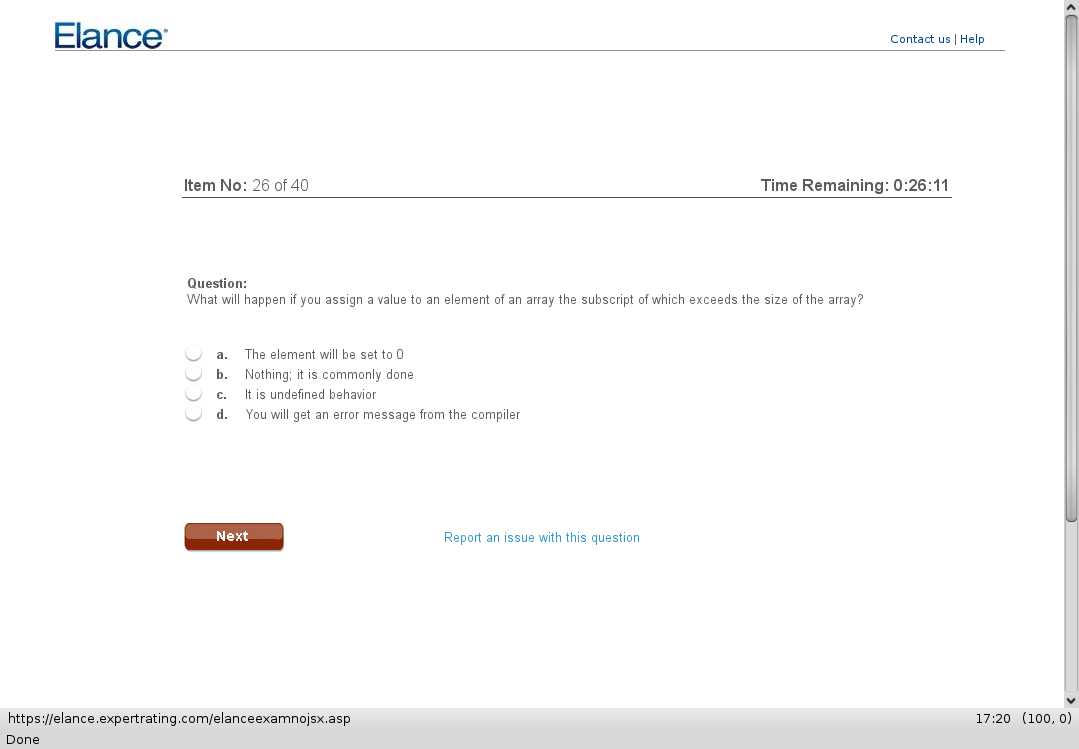 Elance
Contact us | Help
Item No: 26 of 40
Time Remaining: 0:26:11
Question:
What will happen if you assign a value to an element of an array the subscript of which exceeds the size of the array?
a. The element will be set to 0
b. Nothing; it is commonly done
c. It is undefined behavior
d. You will get an error message from the compiler
Next
Report an issue with this question
https://elance.expertrating.com/elanceexamnojsx.asp
17:20 (100, 0)
Done